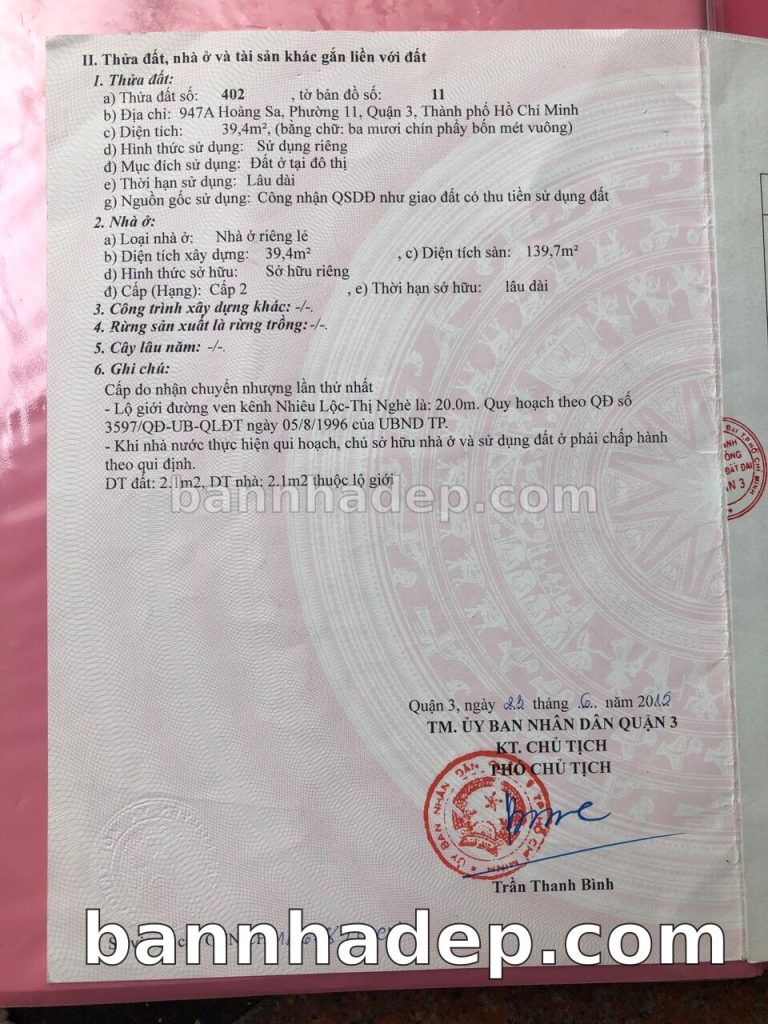 II. Thửa đất, nhà ở và tài sản khác gắn liền với đất
1. Thửa đất:
a) Thửa đất số: 402 , tờ bản đồ số: 11
b) Địa chỉ: 947A Hoàng Sa, Phường 11, Quận 3, Thành phố Hồ Chí Minh
c) Diện tích: 39,4m², (bằng chữ: ba mươi chín phẩy bốn mét vuông)
d) Hình thức sử dụng: Sử dụng riêng
đ) Mục đích sử dụng: Đất ở tại đô thị
e) Thời hạn sử dụng: Lâu dài
g) Nguồn gốc sử dụng: Công nhận QSDĐ như giao đất có thu tiền sử dụng đất
2. Nhà ở:
a) Loại nhà ở: Nhà ở riêng lẻ
b) Diện tích xây dựng: 39,4m² , c) Diện tích sàn: 139,7m²
d) Hình thức sở hữu: Sở hữu riêng
đ) Cấp (Hạng): Cấp 2 , e) Thời hạn sở hữu: lâu dài
3. Công trình xây dựng khác: -/-.
4. Rừng sản xuất là rừng trồng:-/-.
5. Cây lâu năm: -/-.
6. Ghi chú:
Cấp do nhận chuyển nhượng lần thứ nhất
- Lộ giới đường ven kênh Nhiêu Lộc-Thị Nghè là: 20.0m. Quy hoạch theo QĐ số
3597/QĐ-UB-QLĐT ngày 05/8/1996 của UBND TP.
- Khi nhà nước thực hiện qui hoạch, chủ sở hữu nhà ở và sử dụng đất ở phải chấp hành
theo qui định.
DT đất: 2.1m2, DT nhà: 2.1m2 thuộc lộ giới
bannhadep.com
Quận 3, ngày 23 tháng 6 năm 2015
TM. ỦY BAN NHÂN DÂN QUẬN 3
KT. CHỦ TỊCH
PHÓ CHỦ TỊCH
Trần Thanh Bình
bannhadep.com